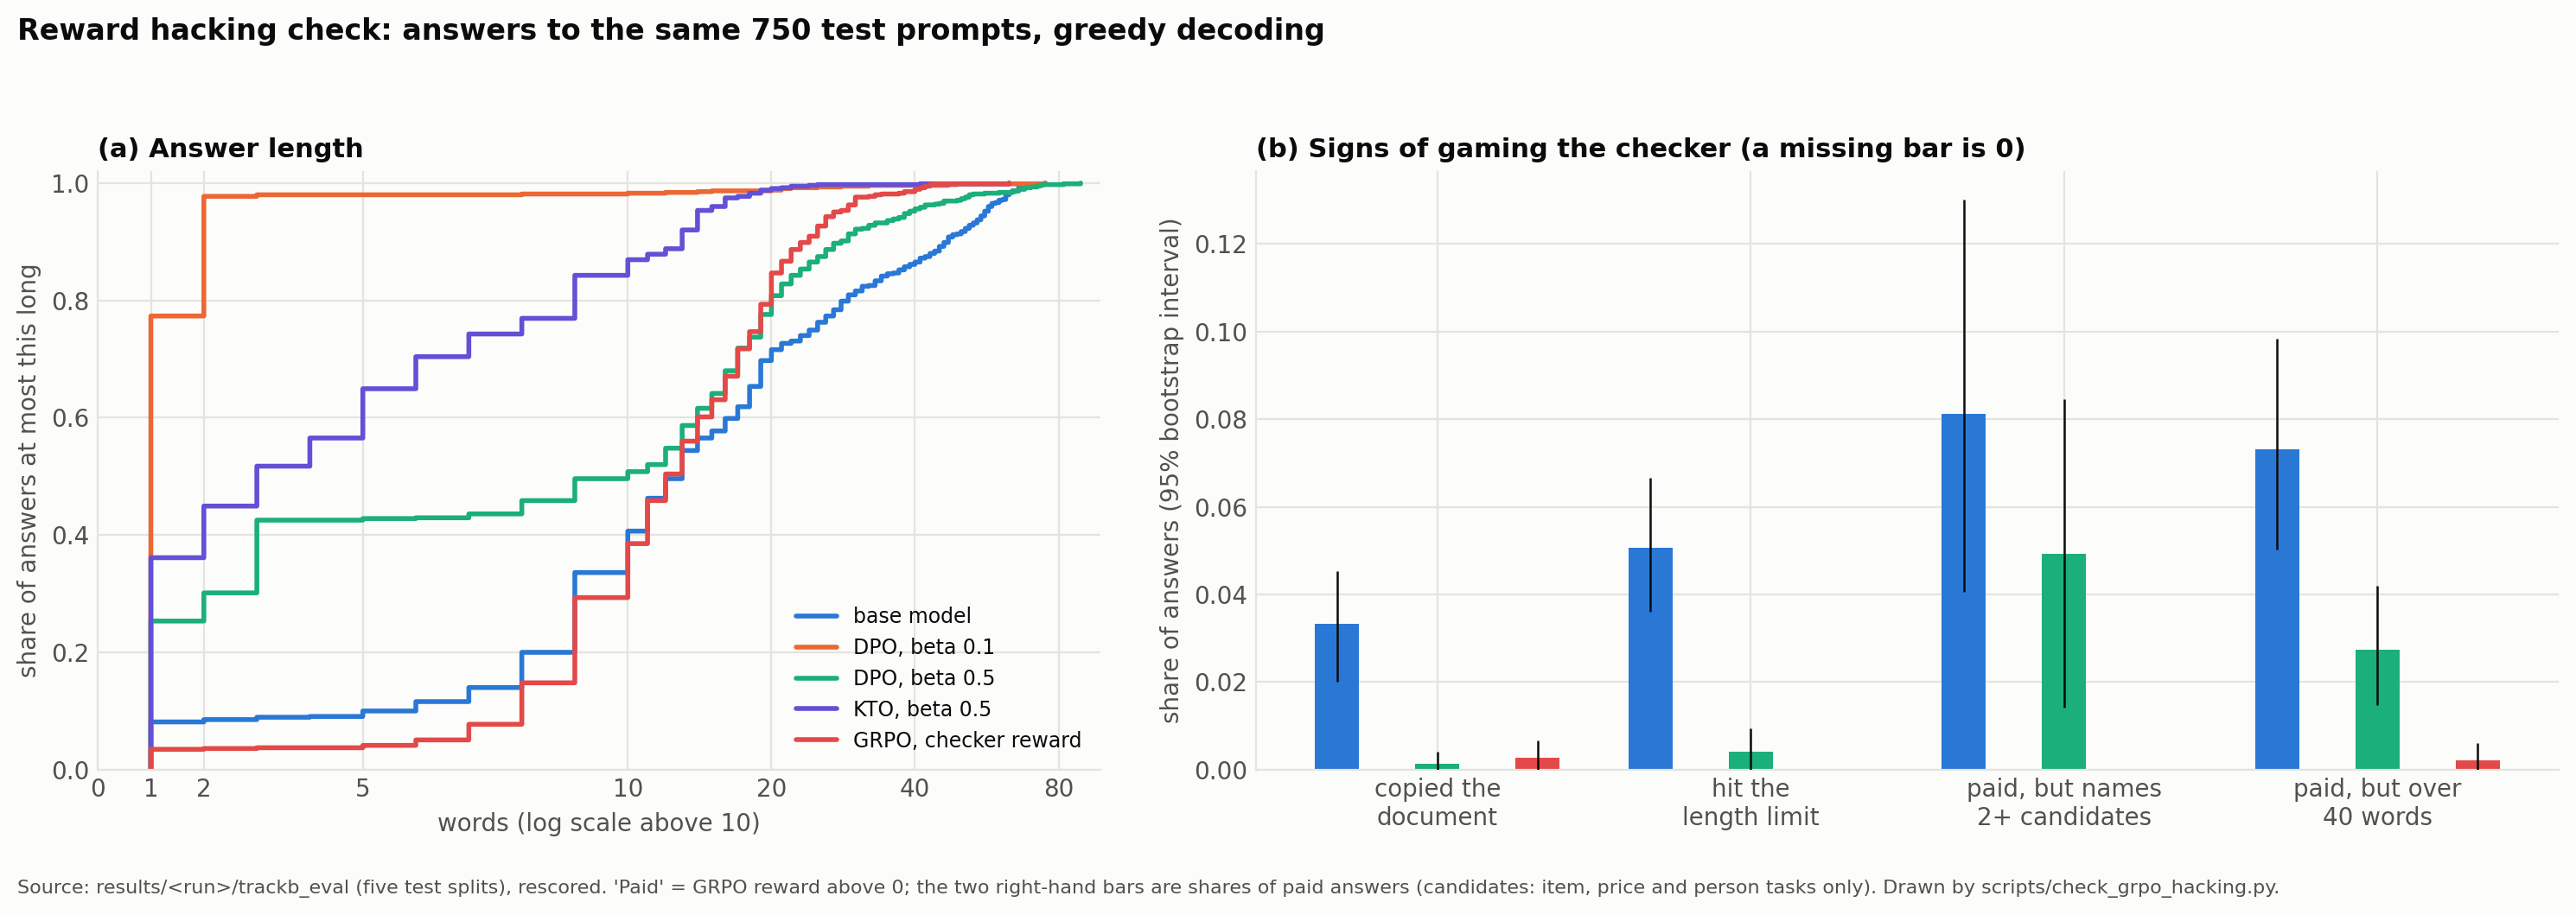 Reward hacking check: answers to the same 750 test prompts, greedy decoding
(a) Answer length
share of answers at most this long
1.0
0.8
0.6
0.4
0.2
0.0
0 1 2 5 10 20 40 80
words (log scale above 10)
base model
DPO, beta 0.1
DPO, beta 0.5
KTO, beta 0.5
GRPO, checker reward
(b) Signs of gaming the checker (a missing bar is 0)
share of answers (95% bootstrap interval)
0.12
0.10
0.08
0.06
0.04
0.02
0.00
copied the
document
hit the
length limit
paid, but names
2+ candidates
paid, but over
40 words
Source: results/<run>/trackb_eval (five test splits), rescored. 'Paid' = GRPO reward above 0; the two right-hand bars are shares of paid answers (candidates: item, price and person tasks only). Drawn by scripts/check_grpo_hacking.py.